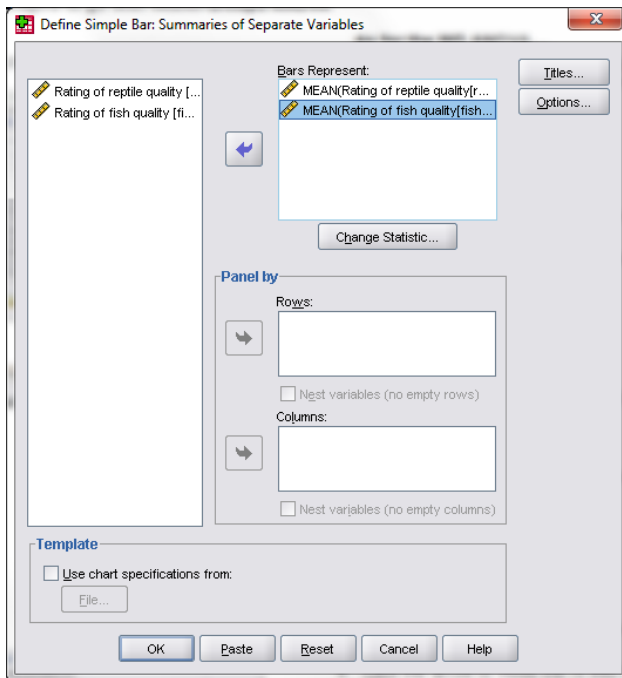 Define Simple Bar: Summaries of Separate Variables
Rating of reptile quality [...
Rating of fish quality [fi...
Bars Represent:
MEAN(Rating of reptile quality[r...
MEAN(Rating of fish quality[fish...
Change Statistic...
Titles...
Options...
Panel by
Rows:
Nest variables (no empty rows)
Columns:
Nest variables (no empty columns)
Template
Use chart specifications from:
File...
OK
Paste
Reset
Cancel
Help